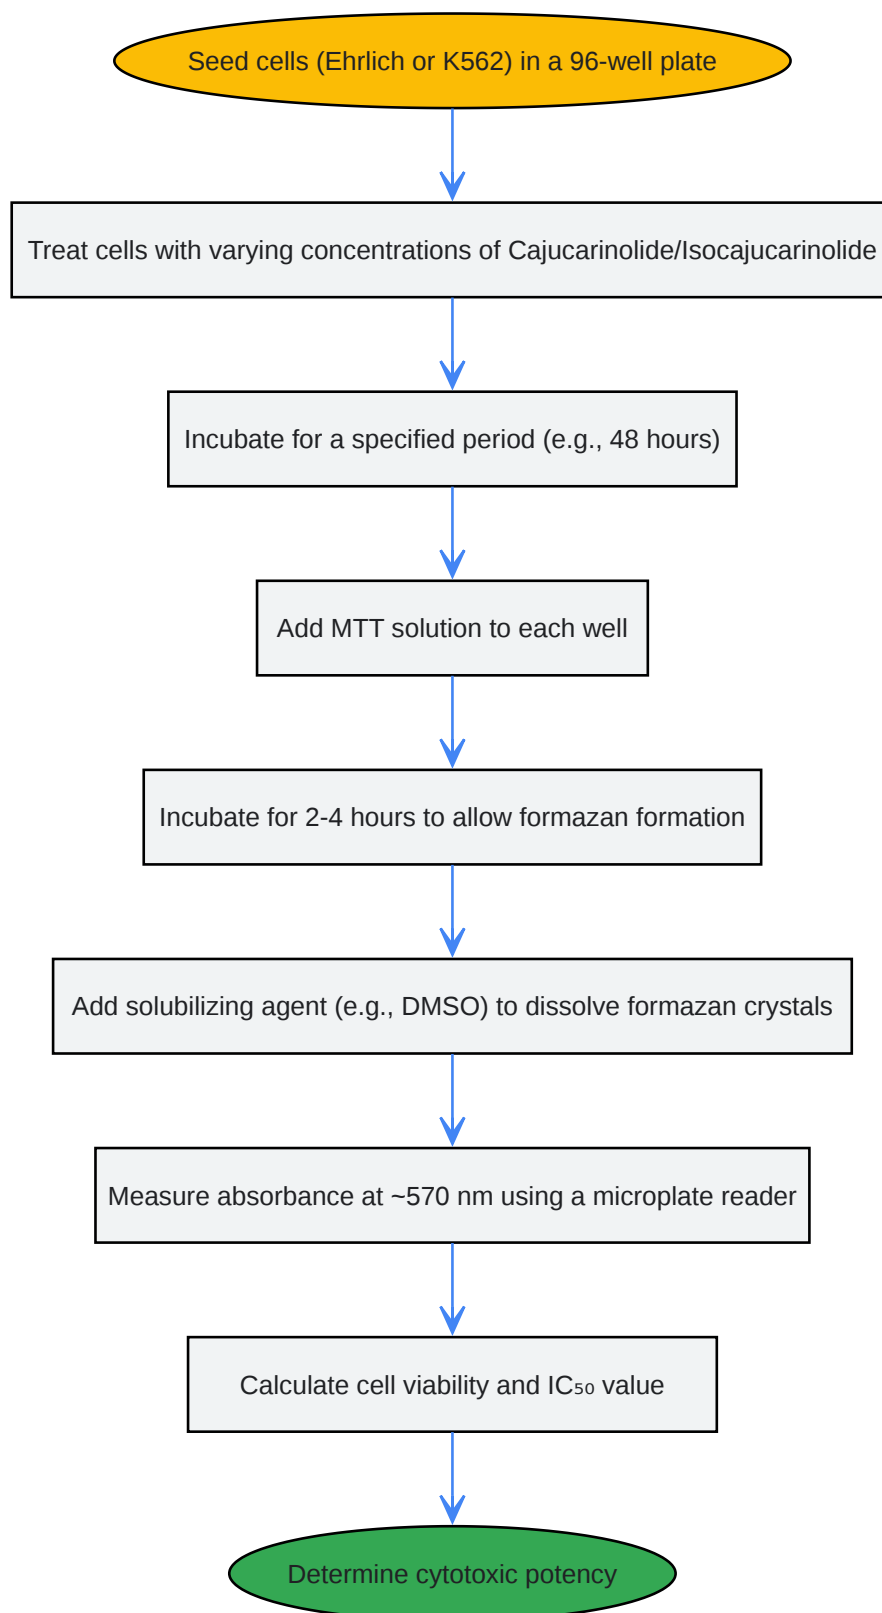 Seed cells (Ehrlich or K562) in a 96-well plate
Treat cells with varying concentrations of Cajucarinolide/Isocajucarinolide
Incubate for a specified period (e.g., 48 hours)
Add MTT solution to each well
Incubate for 2-4 hours to allow formazan formation
Add solubilizing agent (e.g., DMSO) to dissolve formazan crystals
Measure absorbance at ~570 nm using a microplate reader
Calculate cell viability and IC₅₀ value
Determine cytotoxic potency